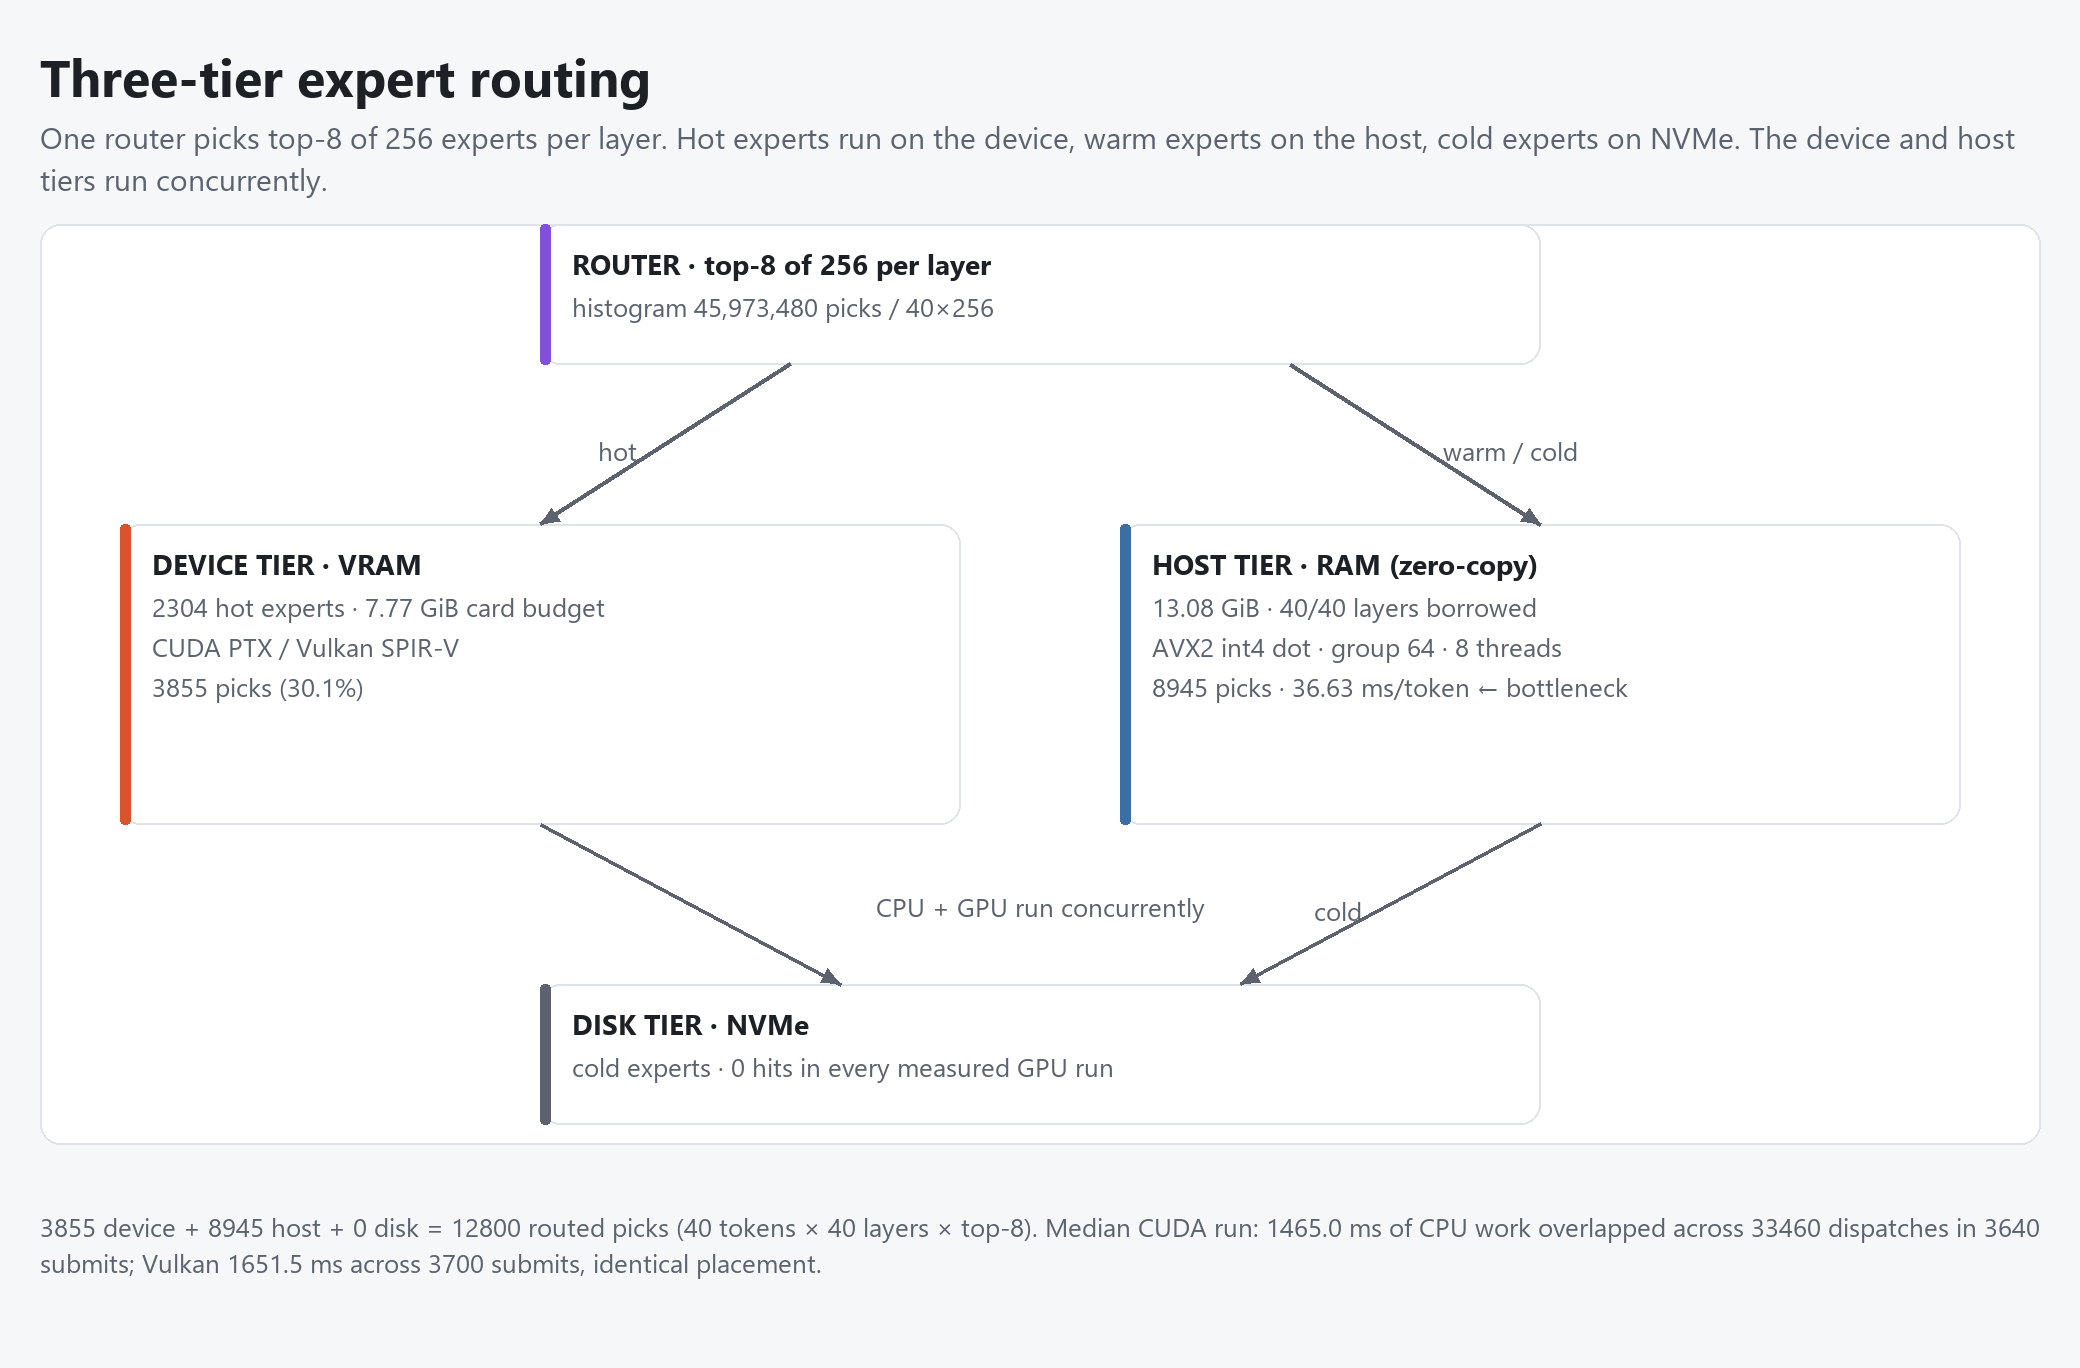 Three-tier expert routing
One router picks top-8 of 256 experts per layer. Hot experts run on the device, warm experts on the host, cold experts on NVMe. The device and host
tiers run concurrently.
ROUTER · top-8 of 256 per layer
histogram 45,973,480 picks / 40×256
hot
warm / cold
DEVICE TIER · VRAM
2304 hot experts · 7.77 GiB card budget
CUDA PTX / Vulkan SPIR-V
3855 picks (30.1%)
HOST TIER · RAM (zero-copy)
13.08 GiB · 40/40 layers borrowed
AVX2 int4 dot · group 64 · 8 threads
8945 picks · 36.63 ms/token ← bottleneck
CPU + GPU run concurrently
cold
DISK TIER · NVMe
cold experts · 0 hits in every measured GPU run
3855 device + 8945 host + 0 disk = 12800 routed picks (40 tokens × 40 layers × top-8). Median CUDA run: 1465.0 ms of CPU work overlapped across 33460 dispatches in 3640
submits; Vulkan 1651.5 ms across 3700 submits, identical placement.